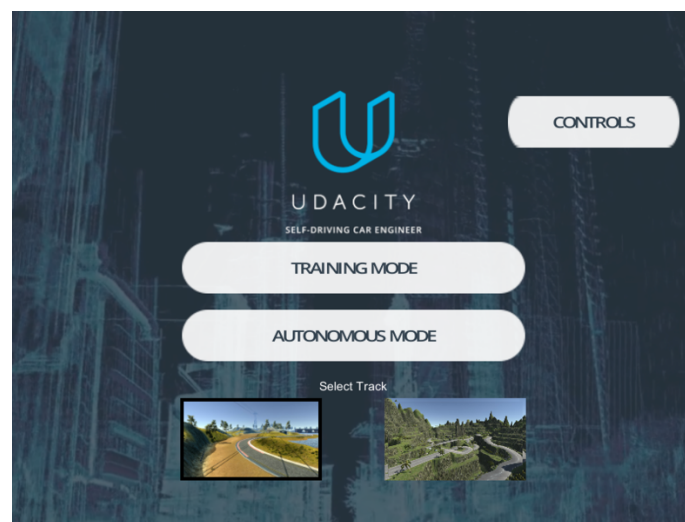 CONTROLS
UDACITY
SELF-DRIVING CAR ENGINEER
TRAINING MODE
AUTONOMOUS MODE
Select Track